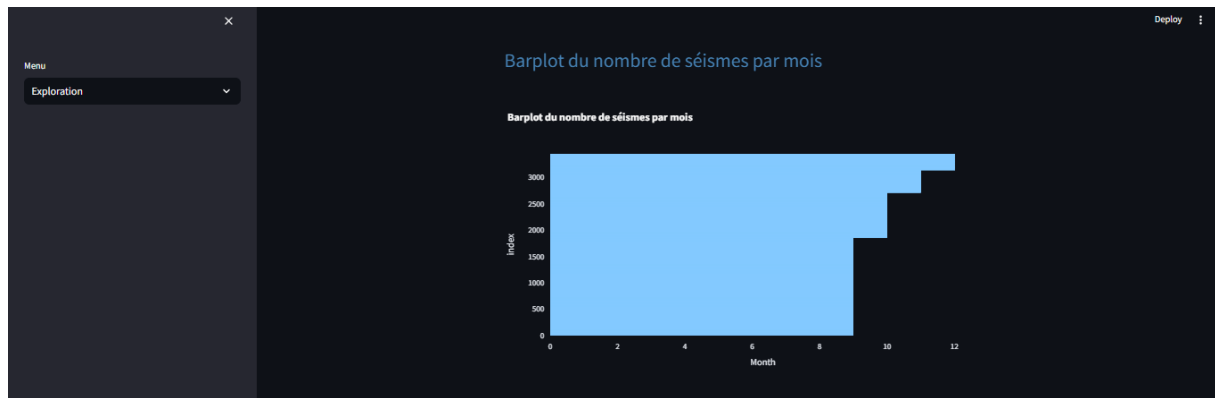 Deploy
Menu
Exploration
Barplot du nombre de séismes par mois
Barplot du nombre de séismes par mois
3000
2500
2000
1500
1000
500
0
index
0 2 4 6 8 10 12
Month